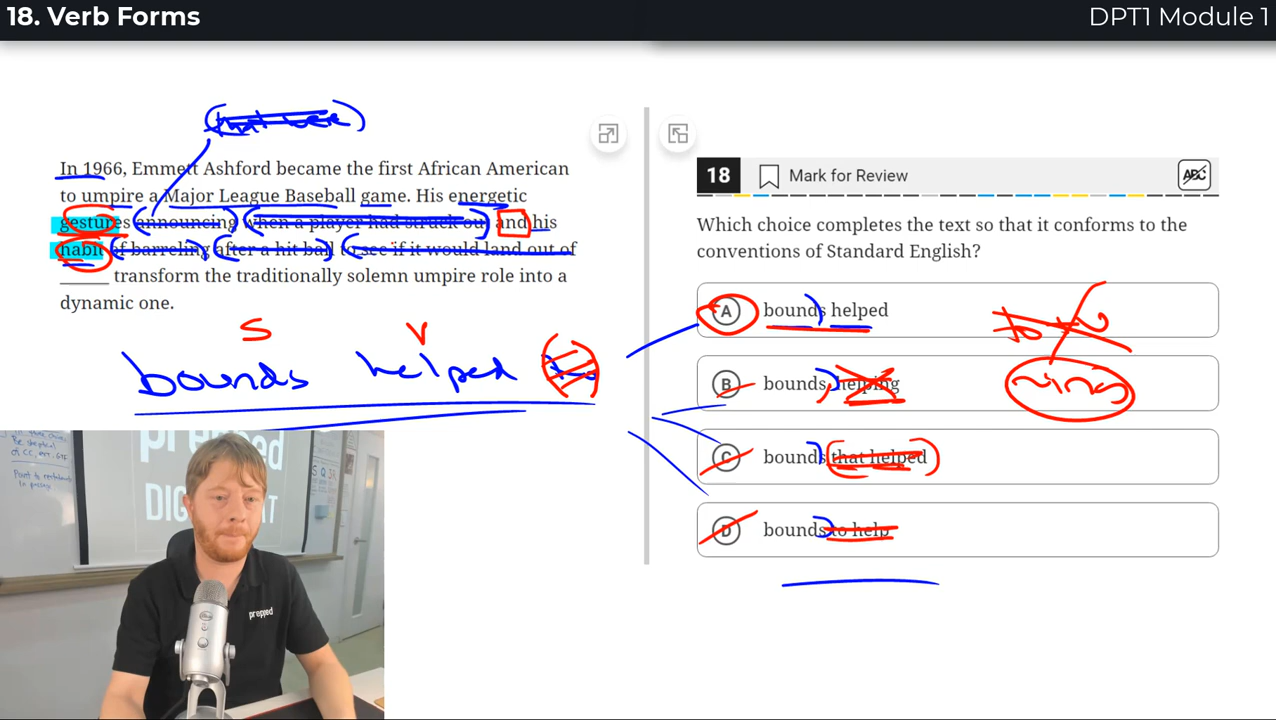 18. Verb Forms
DPT1 Module 1
In 1966, Emmett Ashford became the first African American
to umpire a Major League Baseball game. His energetic
gestures announcing when a player had struck out and his
habit of barreling after a hit ball to see if it would land out of
______ transform the traditionally solemn umpire role into a
dynamic one.
S V
bounds helped
18 Mark for Review ABC
Which choice completes the text so that it conforms to the
conventions of Standard English?
A bounds helped
B bounds, helping
C bounds that helped
D bounds to help
prepped
DIG
prepped